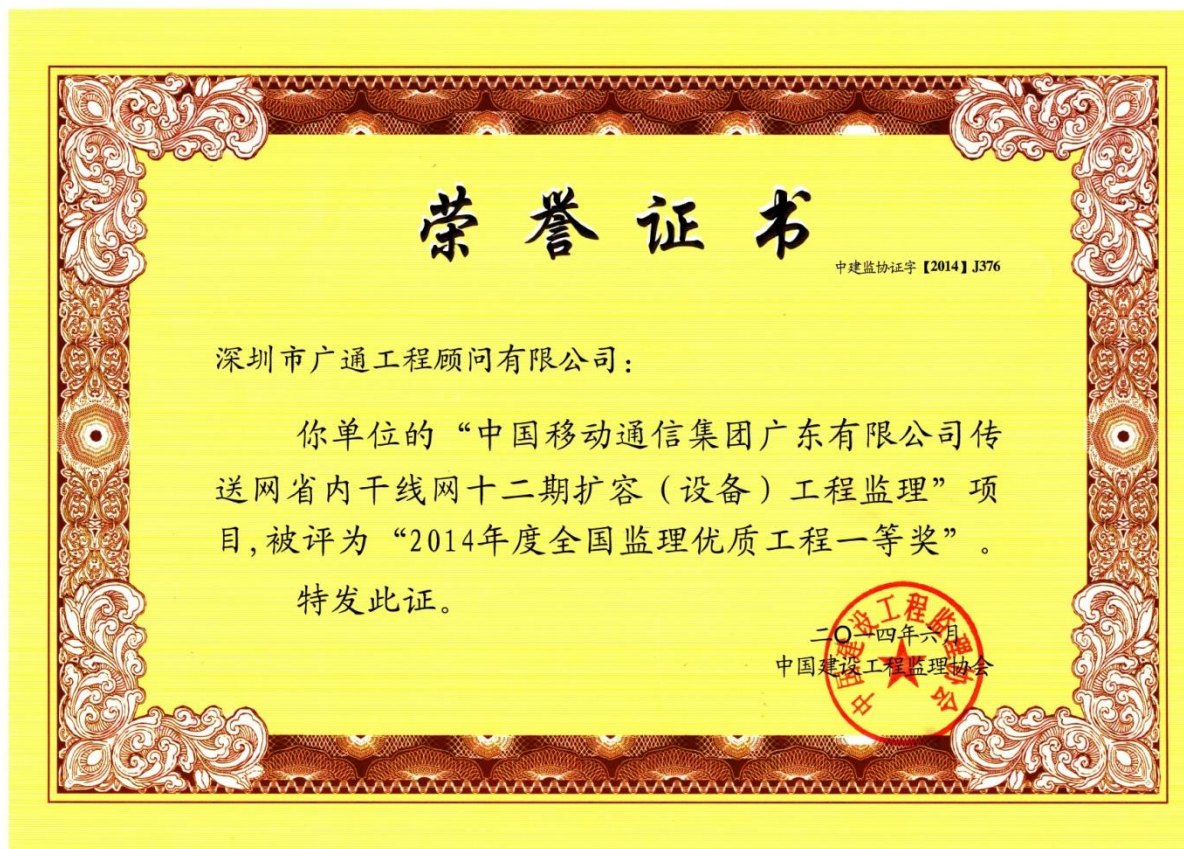 荣誉证书
中建监协证字【2014】J376
深圳市广通工程顾问有限公司：
你单位的“中国移动通信集团广东有限公司传
送网省内干线网十二期扩容（设备）工程监理”项
目,被评为“2014年度全国监理优质工程一等奖”。
特发此证。
二〇一四年六月
中国建设工程监理协会
中国建设工程监理协会